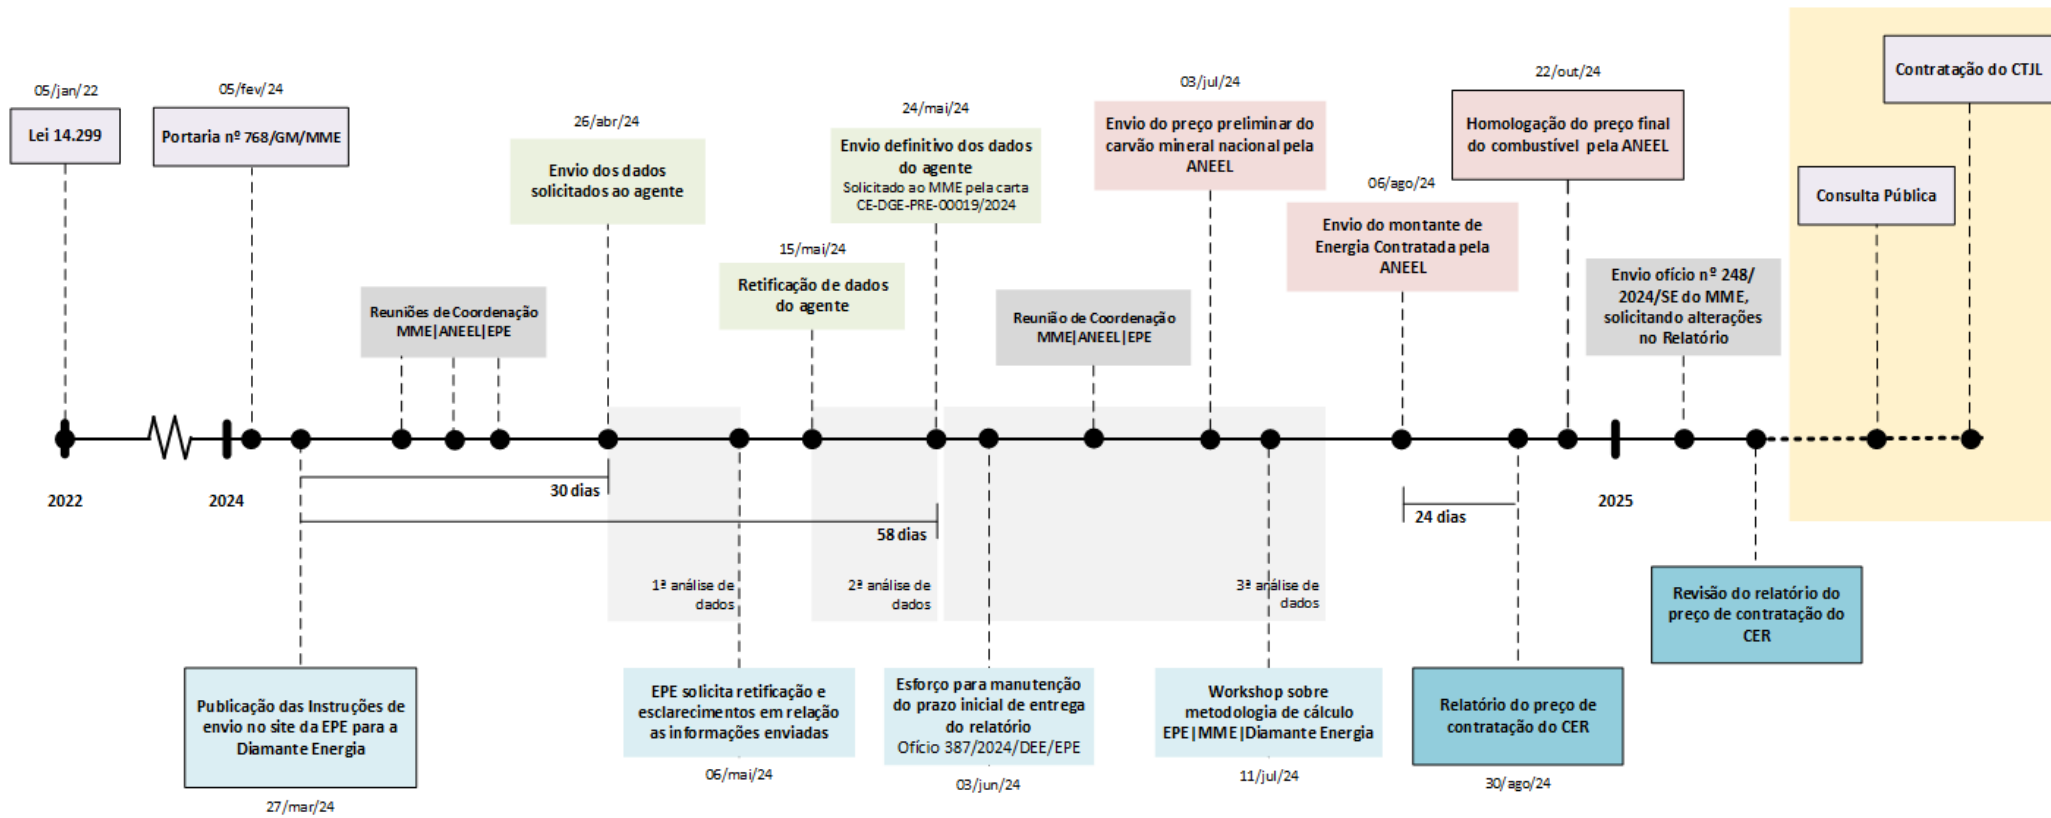 05/jan/22
Lei 14.299
05/fev/24
Portaria nº 768/GM/MME
Reuniões de Coordenação
MME|ANEEL|EPE
26/abr/24
Envio dos dados
solicitados ao agente
15/mai/24
Retificação de dados
do agente
24/mai/24
Envio definitivo dos dados
do agente
Solicitado ao MME pela carta
CE-DGE-PRE-00019/2024
Reunião de Coordenação
MME|ANEEL|EPE
03/jul/24
Envio do preço preliminar do
carvão mineral nacional pela
ANEEL
06/ago/24
Envio do montante de
Energia Contratada pela
ANEEL
22/out/24
Homologação do preço final
do combustível pela ANEEL
Envio ofício nº 248/
2024/SE do MME,
solicitando alterações
no Relatório
Consulta Pública
Contratação do CTJL
2022
2024
2025
30 dias
58 dias
24 dias
1ª análise de
dados
2ª análise de
dados
3ª análise de
dados
Publicação das Instruções de
envio no site da EPE para a
Diamante Energia
27/mar/24
EPE solicita retificação e
esclarecimentos em relação
as informações enviadas
06/mai/24
Esforço para manutenção
do prazo inicial de entrega
do relatório
Ofício 387/2024/DEE/EPE
03/jun/24
Workshop sobre
metodologia de cálculo
EPE|MME|Diamante Energia
11/jul/24
Relatório do preço de
contratação do CER
30/ago/24
Revisão do relatório do
preço de contratação do
CER